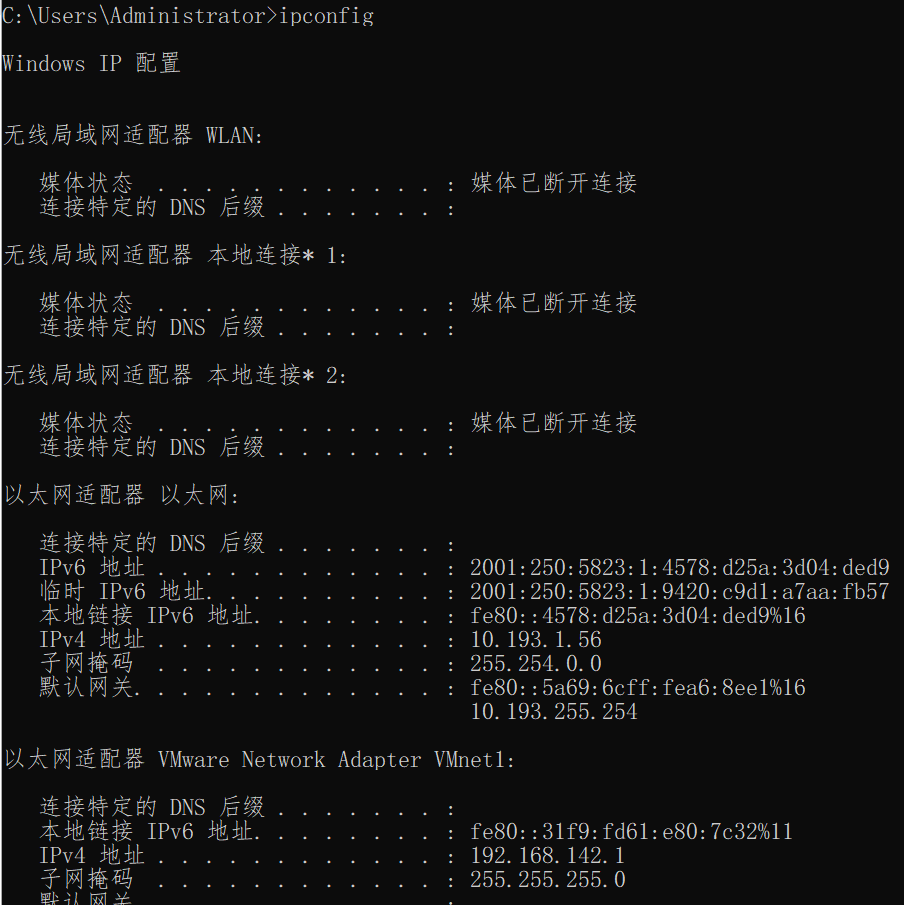 C:\Users\Administrator>ipconfig
Windows IP 配置
无线局域网适配器 WLAN:
媒体状态 . . . . . . . . . . . . : 媒体已断开连接
连接特定的 DNS 后缀 . . . . . . . :
无线局域网适配器 本地连接* 1:
媒体状态 . . . . . . . . . . . . : 媒体已断开连接
连接特定的 DNS 后缀 . . . . . . . :
无线局域网适配器 本地连接* 2:
媒体状态 . . . . . . . . . . . . : 媒体已断开连接
连接特定的 DNS 后缀 . . . . . . . :
以太网适配器 以太网:
连接特定的 DNS 后缀 . . . . . . . :
IPv6 地址 . . . . . . . . . . . . : 2001:250:5823:1:4578:d25a:3d04:ded9
临时 IPv6 地址. . . . . . . . . . : 2001:250:5823:1:9420:c9d1:a7aa:fb57
本地链接 IPv6 地址. . . . . . . . : fe80::4578:d25a:3d04:ded9%16
IPv4 地址 . . . . . . . . . . . . : 10.193.1.56
子网掩码 . . . . . . . . . . . . : 255.254.0.0
默认网关. . . . . . . . . . . . . : fe80::5a69:6cff:fea6:8ee1%16
10.193.255.254
以太网适配器 VMware Network Adapter VMnet1:
连接特定的 DNS 后缀 . . . . . . . :
本地链接 IPv6 地址. . . . . . . . : fe80::31f9:fd61:e80:7c32%11
IPv4 地址 . . . . . . . . . . . . : 192.168.142.1
子网掩码 . . . . . . . . . . . . : 255.255.255.0
默认网关. . . . . . . . . . . . . :